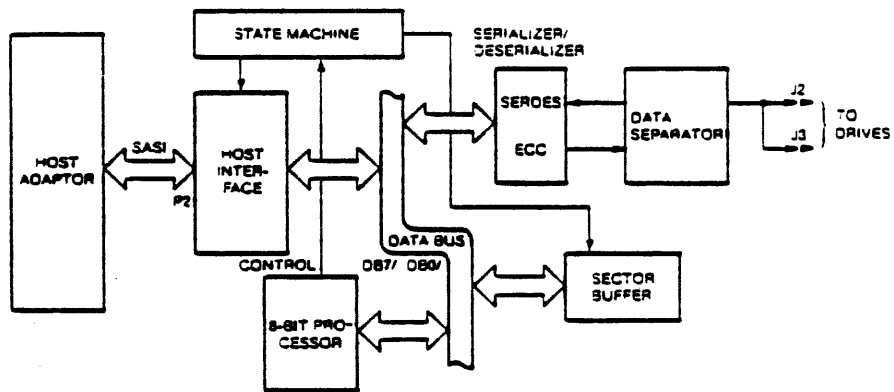 STATE MACHINE
SERIALIZER/
DESERIALIZER
HOST
ADAPTOR
SASI
P2
HOST
INTER-
FACE
SERDES
ECC
DATA
SEPARATOR
J2
J3
TO
DRIVES
DATA BUS
DB7/ DB0/
CONTROL
8-BIT PRO-
CESSOR
SECTOR
BUFFER